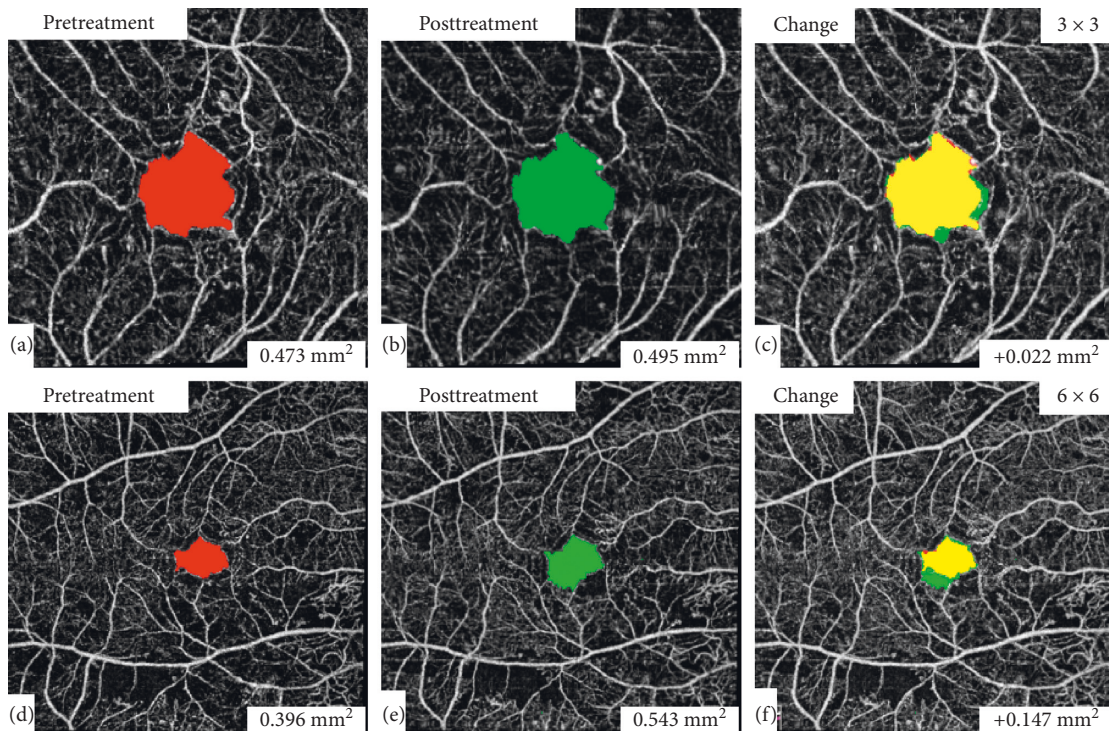 Pretreatment
(a)
0.473 mm²
Posttreatment
(b)
0.495 mm²
Change
3 × 3
(c)
+0.022 mm²
Pretreatment
(d)
0.396 mm²
Posttreatment
(e)
0.543 mm²
Change
6 × 6
(f)
+0.147 mm²